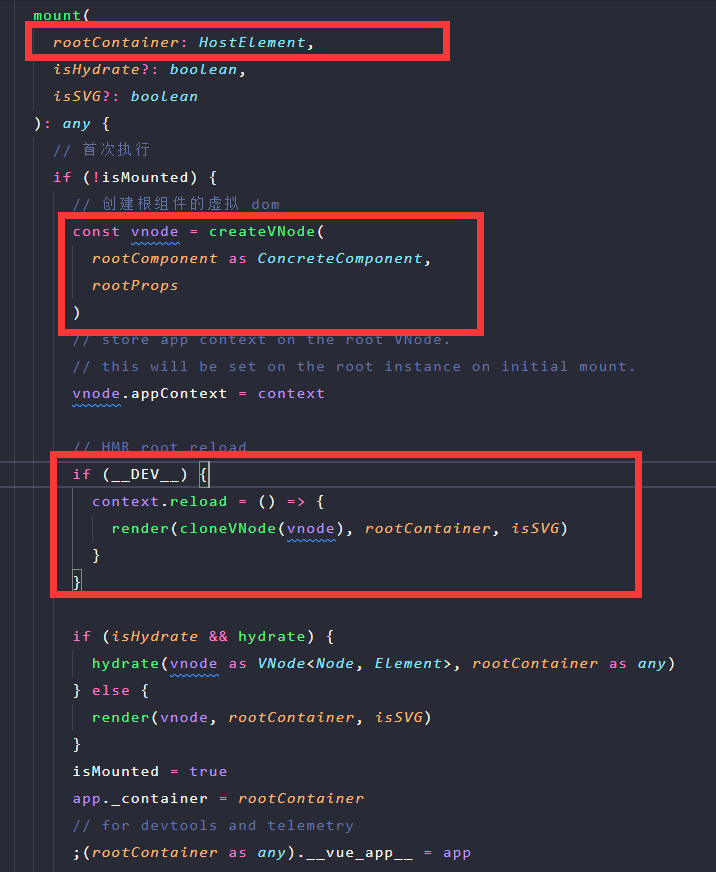 mount(
rootContainer: HostElement,
isHydrate?: boolean,
isSVG?: boolean
): any {
// 首次执行
if (!isMounted) {
// 创建根组件的虚拟 dom
const vnode = createVNode(
rootComponent as ConcreteComponent,
rootProps
)
// store app context on the root VNode.
// this will be set on the root instance on initial mount.
vnode.appContext = context
// HMR root reload
if (__DEV__) {
context.reload = () => {
render(cloneVNode(vnode), rootContainer, isSVG)
}
}
if (isHydrate && hydrate) {
hydrate(vnode as VNode<Node, Element>, rootContainer as any)
} else {
render(vnode, rootContainer, isSVG)
}
isMounted = true
app._container = rootContainer
// for devtools and telemetry
;(rootContainer as any).__vue_app__ = app